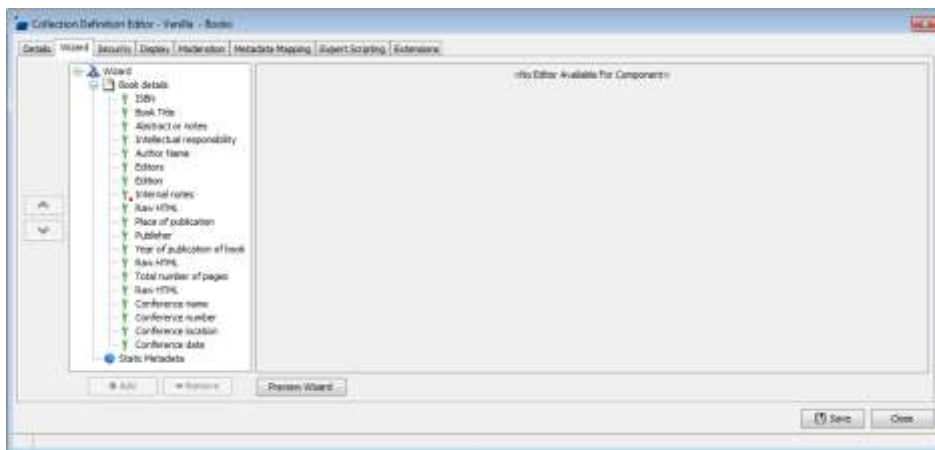 Collection Definition Editor - Vanilla - Books
Details Wizard Security Display Moderation Metadata Mapping Expert Scripting Extensions
Wizard
Book details
ISBN
Book Title
Abstract or notes
Intellectual responsibility
Author Name
Editors
Edition
Internal notes
Raw HTML
Place of publication
Publisher
Year of publication of book
Raw HTML
Total number of pages
Raw HTML
Conference name
Conference number
Conference location
Conference date
Static Metadata
<No Editor Available For Component>
Add Remove Preview Wizard
Save Close